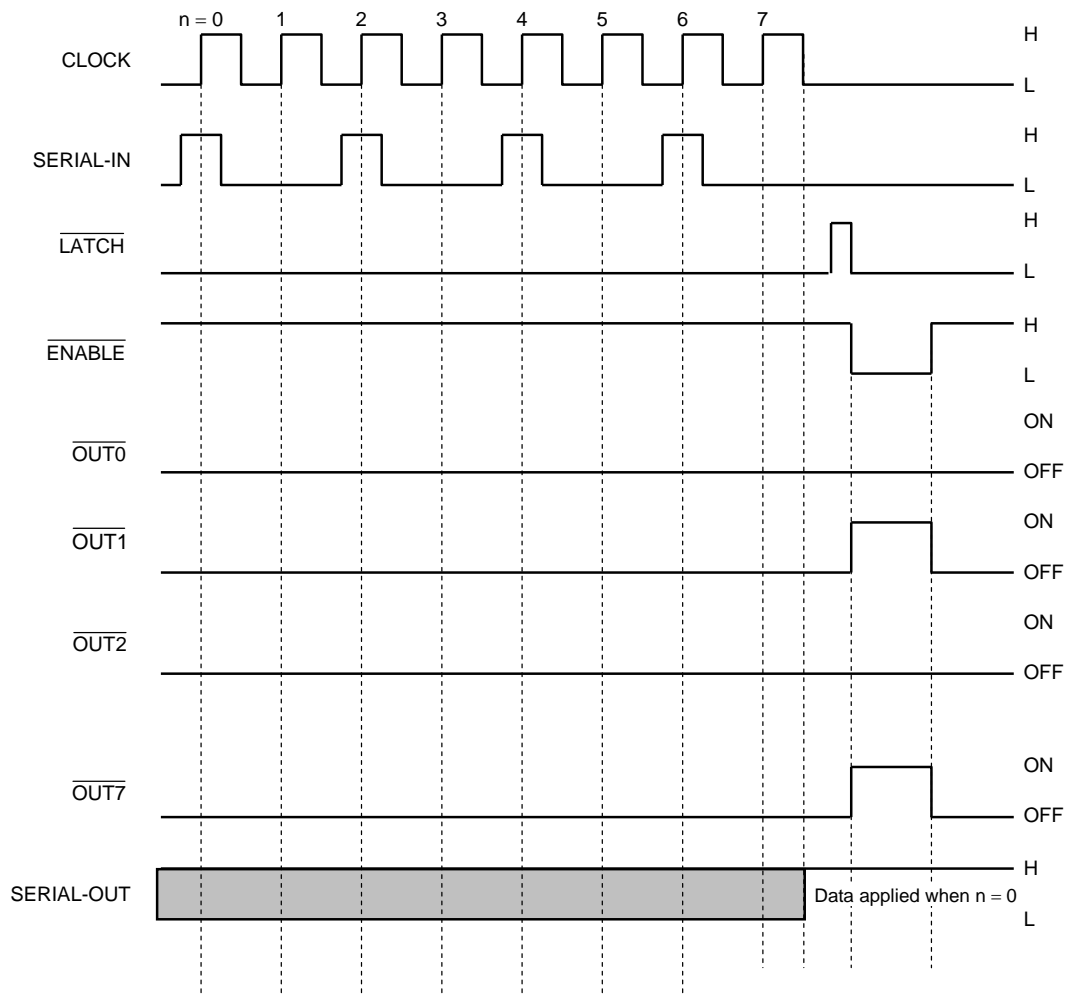 n = 0 1 2 3 4 5 6 7
CLOCK
H
L
SERIAL-IN
H
L
LATCH
H
L
ENABLE
H
L
OUT0
ON
OFF
OUT1
ON
OFF
OUT2
ON
OFF
OUT7
ON
OFF
SERIAL-OUT
H
Data applied when n = 0
L